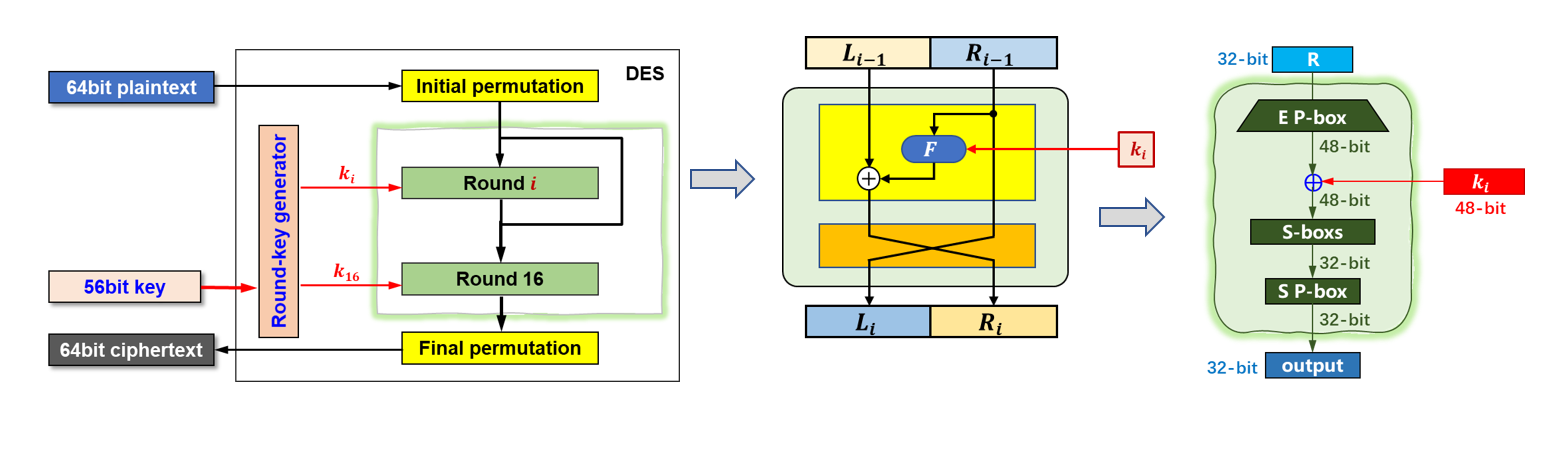 DES
64bit plaintext
Initial permutation
Round-key generator
k_i
Round i
56bit key
k_16
Round 16
64bit ciphertext
Final permutation
L_{i-1}
R_{i-1}
F
k_i
L_i
R_i
32-bit
R
E P-box
48-bit
k_i
48-bit
48-bit
S-boxs
32-bit
S P-box
32-bit
32-bit
output